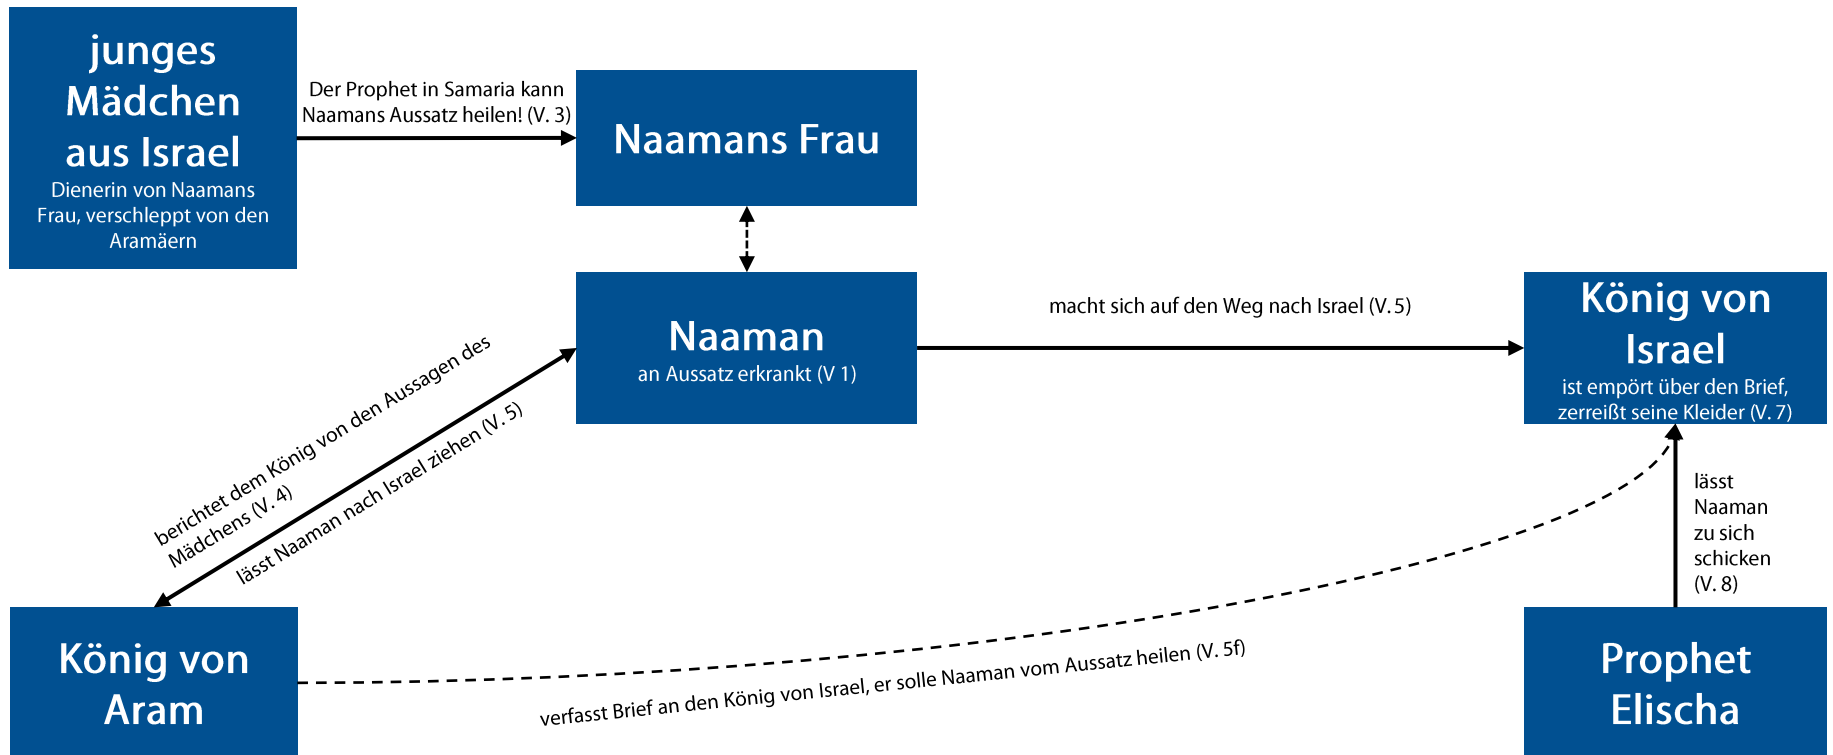 junges
Mädchen
aus Israel
Dienerin von Naamans
Frau, verschleppt von den
Aramäern
Der Prophet in Samaria kann
Naamans Aussatz heilen! (V. 3)
Naamans Frau
Naaman
an Aussatz erkrankt (V 1)
macht sich auf den Weg nach Israel (V. 5)
König von
Israel
ist empört über den Brief,
zerreißt seine Kleider (V. 7)
berichtet dem König von den Aussagen des
Mädchens (V. 4)
lässt Naaman nach Israel ziehen (V. 5)
lässt
Naaman
zu sich
schicken
(V. 8)
König von
Aram
verfasst Brief an den König von Israel, er solle Naaman vom Aussatz heilen (V. 5f)
Prophet
Elischa